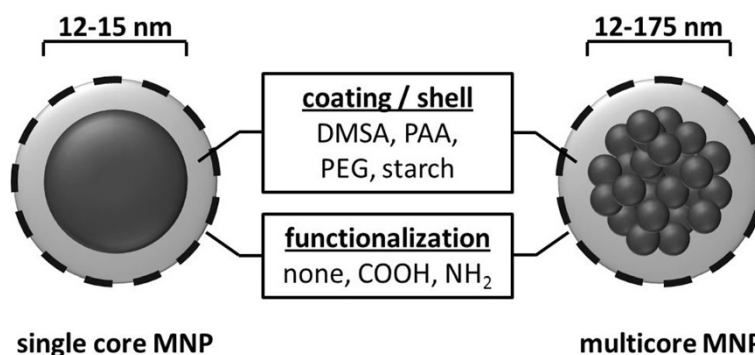 12-15 nm
12-175 nm
coating / shell
DMSA, PAA,
PEG, starch
functionalization
none, COOH, NH₂
single core MNP
multicore MNP